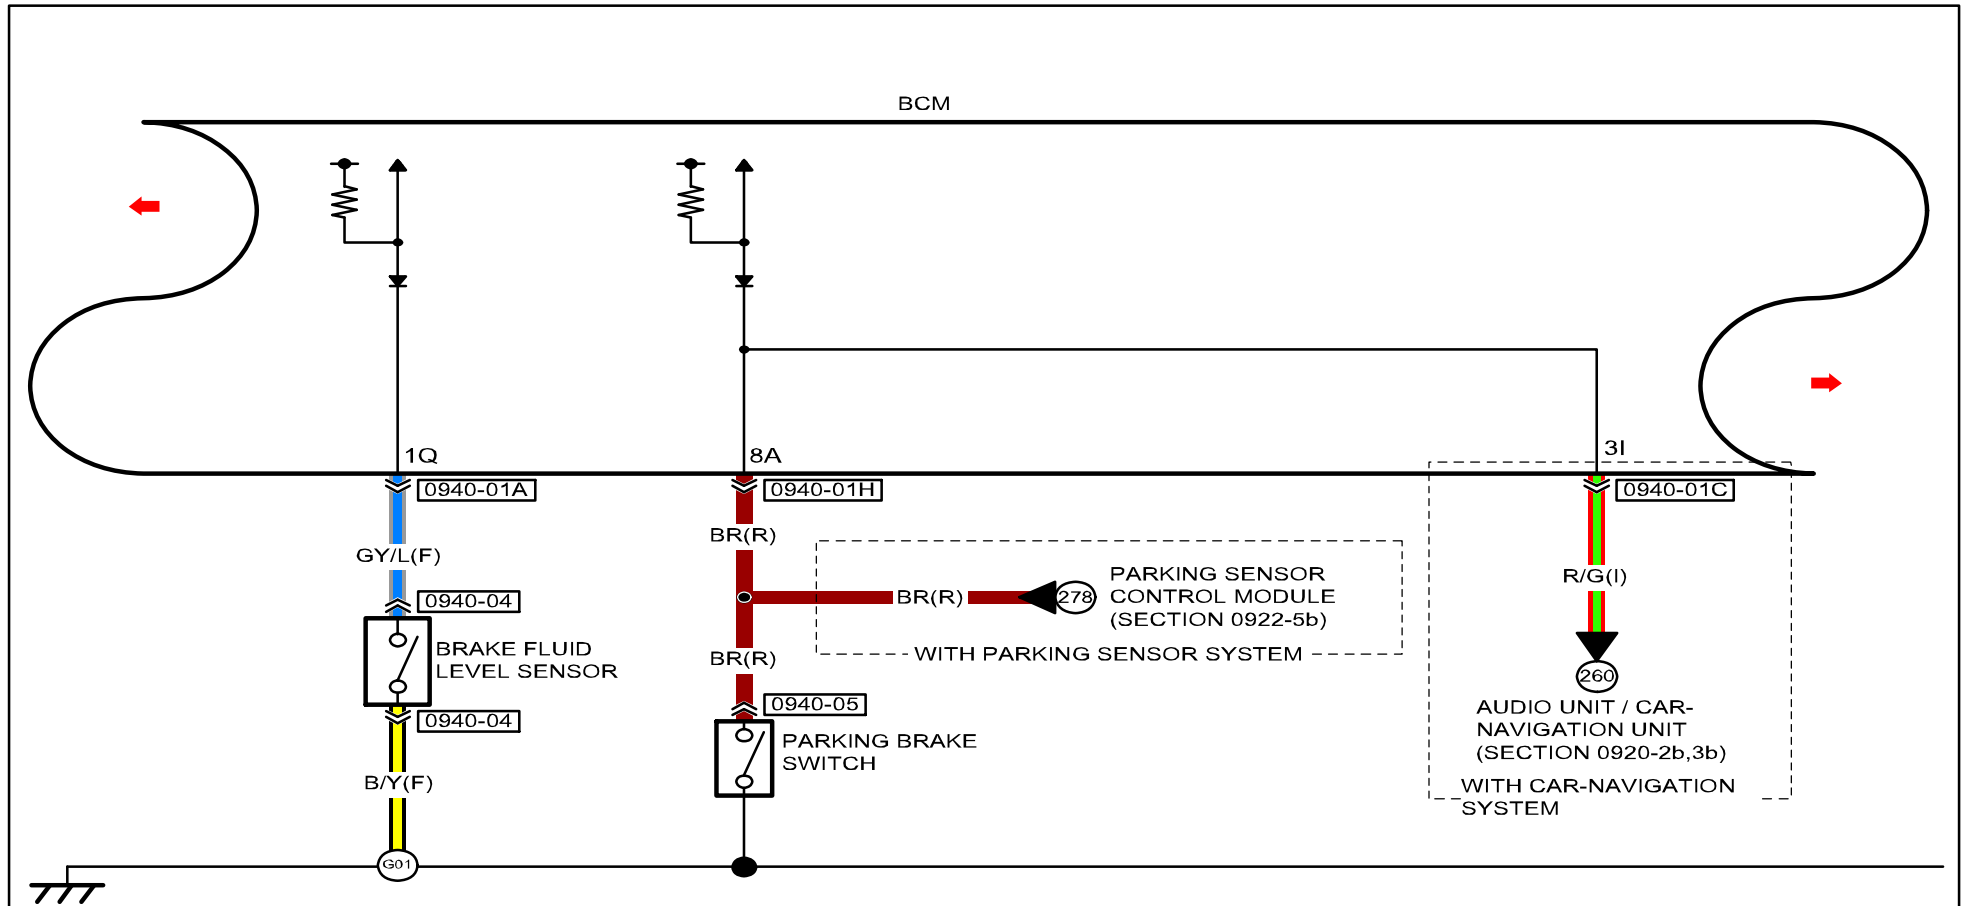 BCM
1Q
8A
3I
0940-01A
0940-01H
0940-01C
BR(R)
GY/L(F)
PARKING SENSOR
CONTROL MODULE
(SECTION 0922-5b)
278
BR(R)
R/G(I)
0940-04
BRAKE FLUID
LEVEL SENSOR
BR(R)
WITH PARKING SENSOR SYSTEM
260
0940-04
0940-05
AUDIO UNIT / CAR-
NAVIGATION UNIT
(SECTION 0920-2b,3b)
PARKING BRAKE
SWITCH
B/Y(F)
WITH CAR-NAVIGATION
SYSTEM
G01